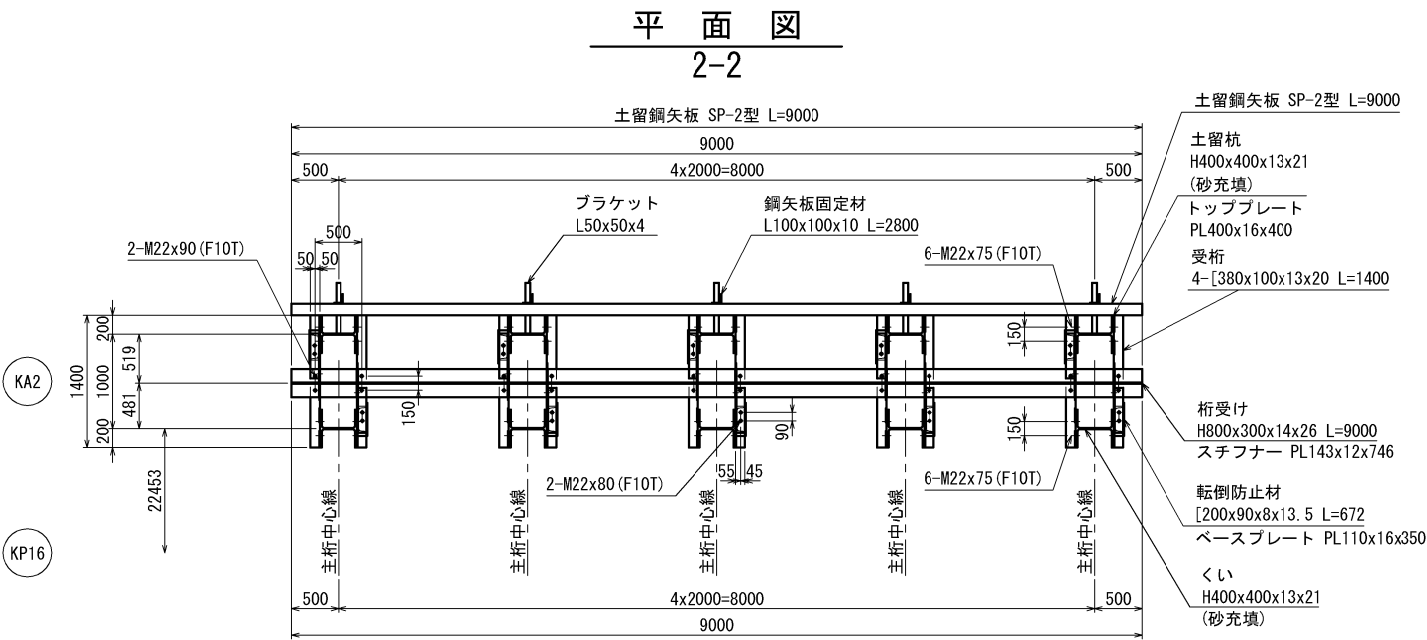 平 面 図
2-2
土留鋼矢板 SP-2型 L=9000
土留鋼矢板 SP-2型 L=9000
9000
500
4x2000=8000
500
土留杭
H400x400x13x21
(砂充填)
トッププレート
PL400x16x400
受桁
4-[380x100x13x20 L=1400
ブラケット
L50x50x4
鋼矢板固定材
L100x100x10 L=2800
2-M22x90(F10T)
500
50
50
6-M22x75(F10T)
200
519
1400
1000
481
200
150
150
150
90
KA2
桁受け
H800x300x14x26 L=9000
スチフナー PL143x12x746
55
45
2-M22x80(F10T)
6-M22x75(F10T)
22453
転倒防止材
[200x90x8x13.5 L=672
ベースプレート PL110x16x350
KP16
主桁中心線
主桁中心線
主桁中心線
主桁中心線
主桁中心線
くい
H400x400x13x21
(砂充填)
500
4x2000=8000
500
9000